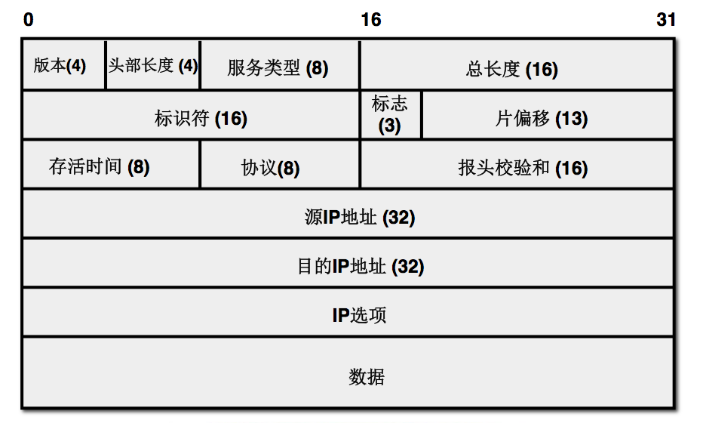 0 16 31
版本(4) 头部长度 (4) 服务类型 (8) 总长度 (16)
标识符 (16) 标志 (3) 片偏移 (13)
存活时间 (8) 协议(8) 报头校验和 (16)
源IP地址 (32)
目的IP地址 (32)
IP选项
数据